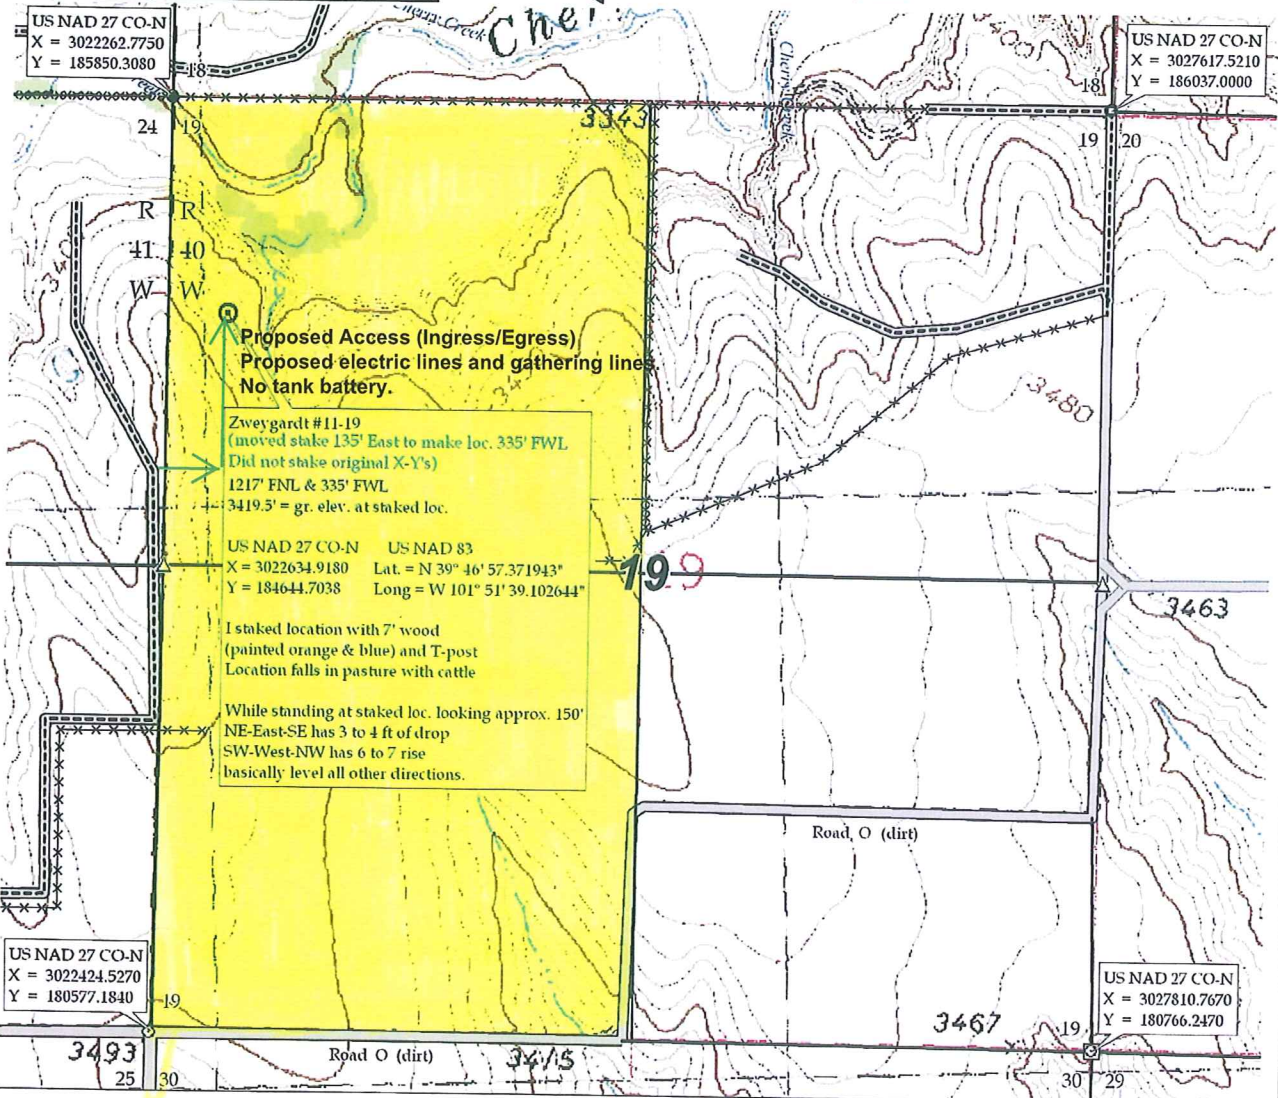 US NAD 27 CO-N
X = 3022262.7750
Y = 185850.3080
Cherry Creek
US NAD 27 CO-N
X = 3027617.5210
Y = 186037.0000
18
18
24 19
3343
Cherry Creek
19 20
R R
41 40
W W
Proposed Access (Ingress/Egress)
Proposed electric lines and gathering lines
No tank battery.
3480
Zweygardt #11-19
(moved stake 135' East to make loc. 335' FWL
Did not stake original X-Y's)
1217' FNL & 335' FWL
3419.5' = gr. elev. at staked loc.
US NAD 27 CO-N US NAD 83
X = 3022634.9180 Lat. = N 39° 46' 57.371943"
Y = 184644.7038 Long = W 101° 51' 39.102644"
19
3463
I staked location with 7' wood
(painted orange & blue) and T-post
Location falls in pasture with cattle
While standing at staked loc. looking approx. 150'
NE-East-SE has 3 to 4 ft of drop
SW-West-NW has 6 to 7 rise
basically level all other directions.
Road O (dirt)
US NAD 27 CO-N
X = 3022424.5270
Y = 180577.1840
19
US NAD 27 CO-N
X = 3027810.7670
Y = 180766.2470
3467
19
3493
Road O (dirt)
3415
25 30
30 29